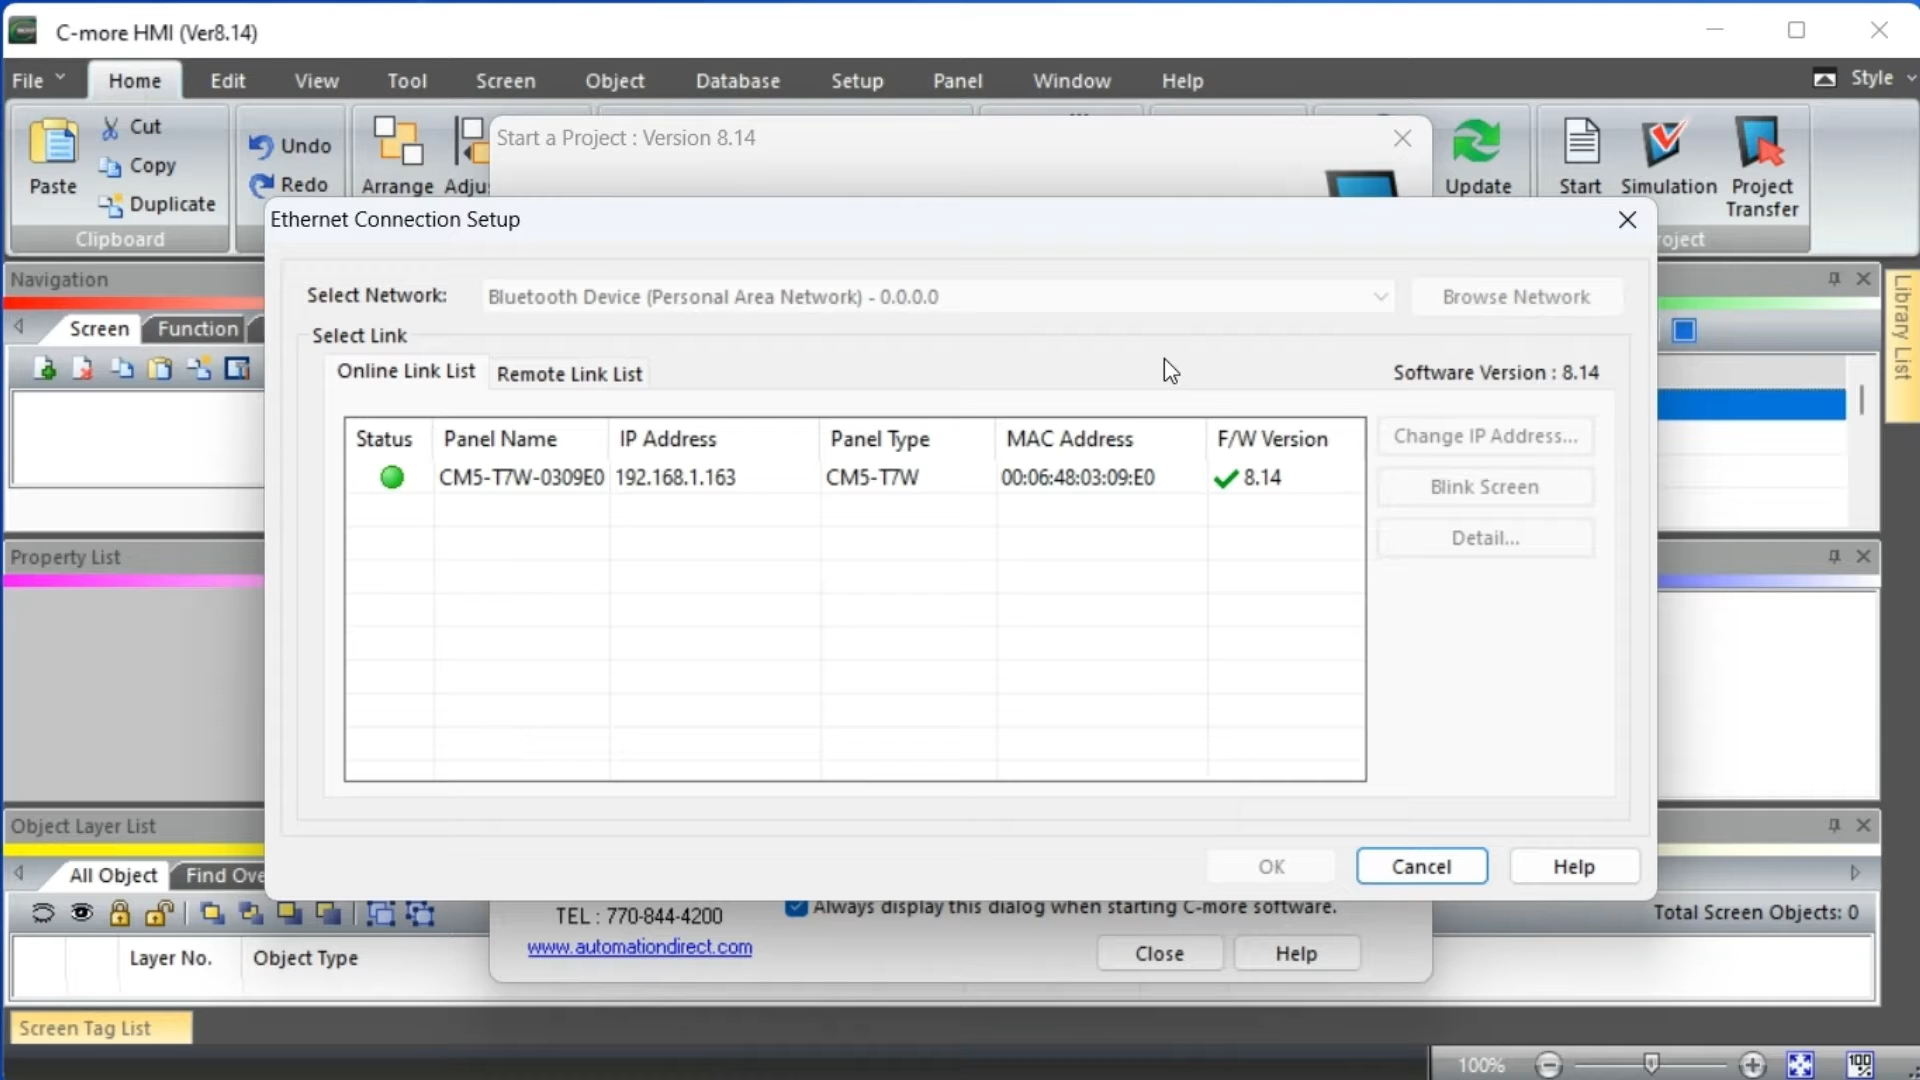 C-more HMI (Ver8.14)
File Home Edit View Tool Screen Object Database Setup Panel Window Help Style
Paste
Cut
Copy
Duplicate
Clipboard
Undo
Redo
Arrange
Start a Project : Version 8.14
Update
Start
Simulation
Project
Transfer
Ethernet Connection Setup
Select Network: Bluetooth Device (Personal Area Network) - 0.0.0.0 Browse Network
Select Link
Online Link List Remote Link List Software Version : 8.14
Status Panel Name IP Address Panel Type MAC Address F/W Version
CM5-T7W-0309E0 192.168.1.163 CM5-T7W 00:06:48:03:09:E0 8.14
Change IP Address...
Blink Screen
Detail...
OK Cancel Help
Navigation
Screen Function
Library List
Property List
Object Layer List
All Object Find Ove
TEL : 770-844-4200
Always display this dialog when starting C-more software.
www.automationdirect.com
Close Help
Total Screen Objects: 0
Layer No. Object Type
Screen Tag List
100%